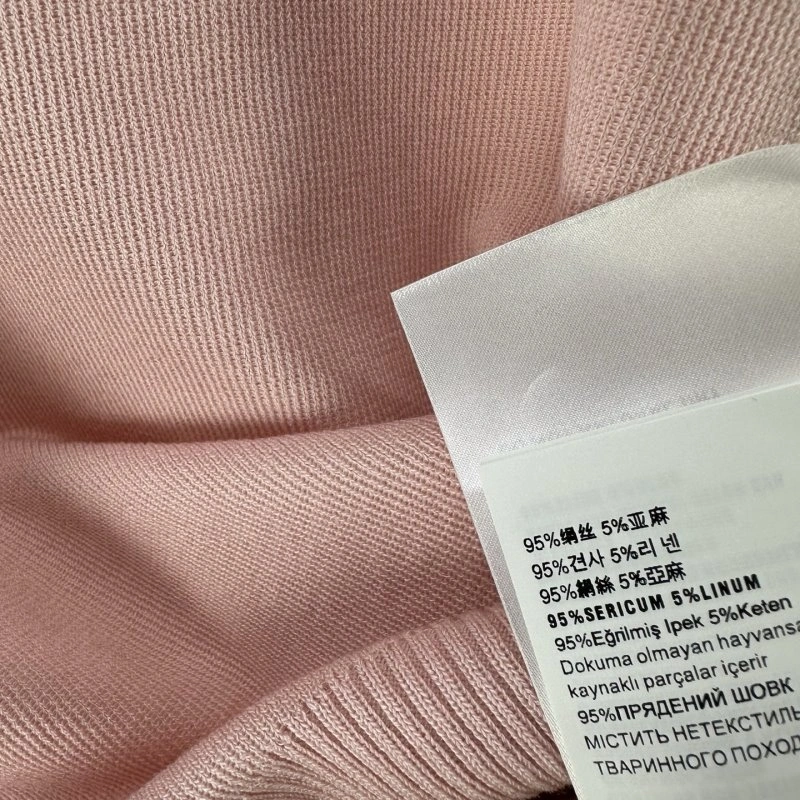 95%绢丝 5%亚麻
95%견사 5%리넨
95%絹絲 5%亞麻
95%SERICUM 5%LINUM
95%Eğrilmiş Ipek 5%Keten
Dokuma olmayan hayvansa
kaynaklı parçalar içerir
95%ПРЯДЕНИЙ ШОВК
МІСТИТЬ НЕТЕКСТИЛЬ
ТВАРИННОГО ПОХОД